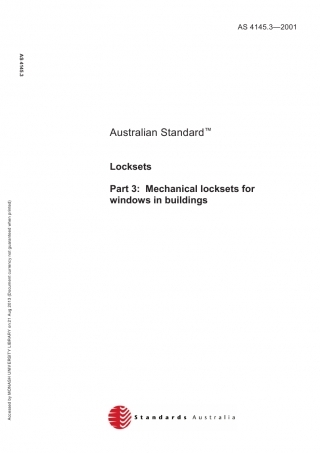 AS 4145.3—2001
AS 4145.3
Australian Standard™
Locksets
Part 3: Mechanical locksets for
windows in buildings
Accessed by MONASH UNIVERSITY LIBRARY on 21 Aug 2013 (Document currency not guaranteed when printed)
Standards Australia